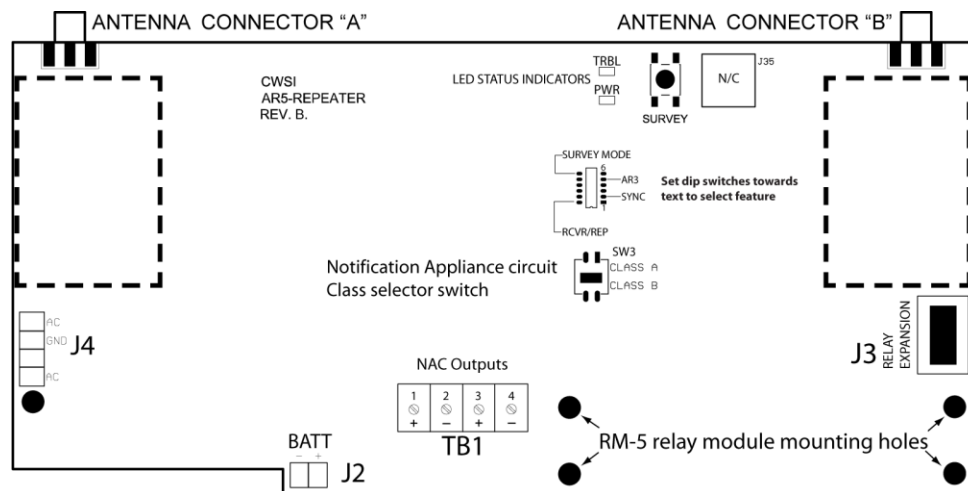 ANTENNA CONNECTOR "A"
ANTENNA CONNECTOR "B"
CWSI
AR5-REPEATER
REV. B.
LED STATUS INDICATORS
TRBL
PWR
SURVEY
N/C
J35
SURVEY MODE
6
AR3
SYNC
1
RCVR/REP
Set dip switches towards
text to select feature
Notification Appliance circuit
Class selector switch
SW3
CLASS A
CLASS B
AC
GND
AC
J4
J3
RELAY
EXPANSION
NAC Outputs
1 2 3 4
+ – + –
TB1
RM-5 relay module mounting holes
BATT
– +
J2